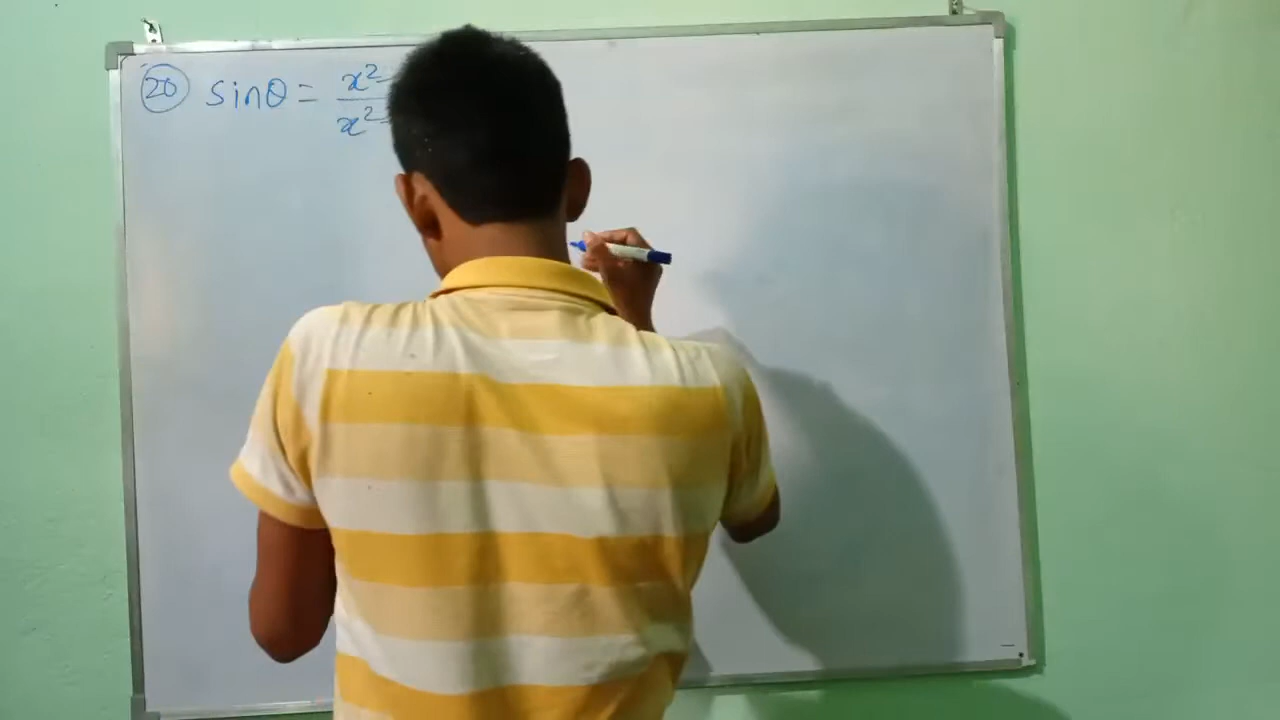 20 sinθ = x²- / x²-